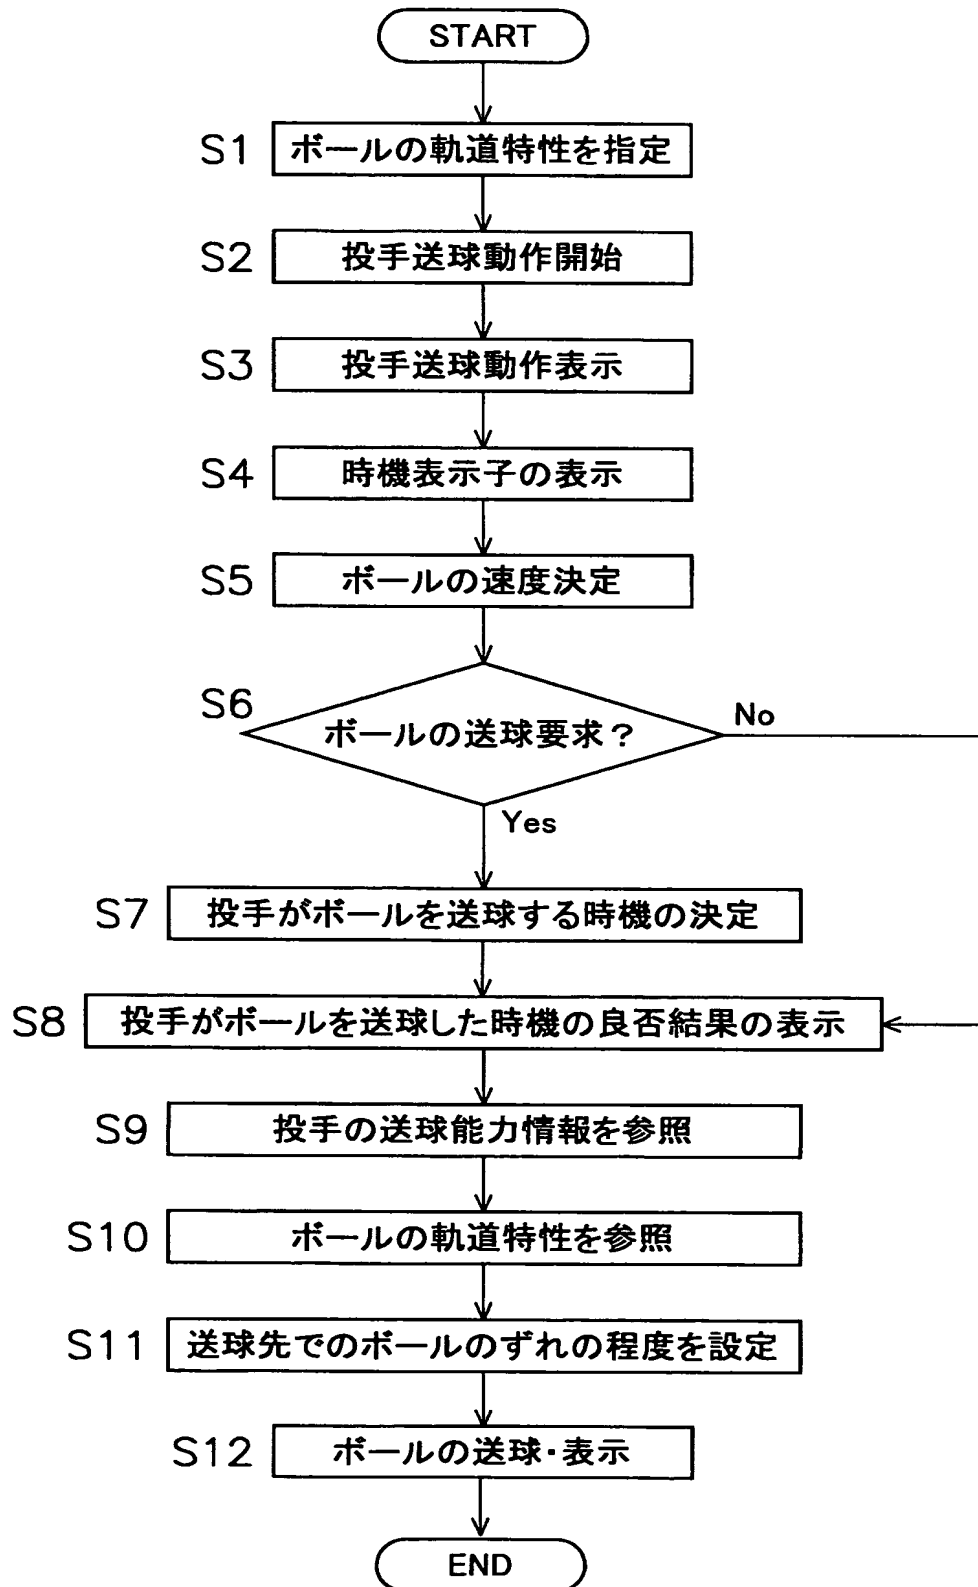 START
S1 ボールの軌道特性を指定
S2 投手送球動作開始
S3 投手送球動作表示
S4 時機表示子の表示
S5 ボールの速度決定
S6 ボールの送球要求？ No
Yes
S7 投手がボールを送球する時機の決定
S8 投手がボールを送球した時機の良否結果の表示
S9 投手の送球能力情報を参照
S10 ボールの軌道特性を参照
S11 送球先でのボールのずれの程度を設定
S12 ボールの送球・表示
END